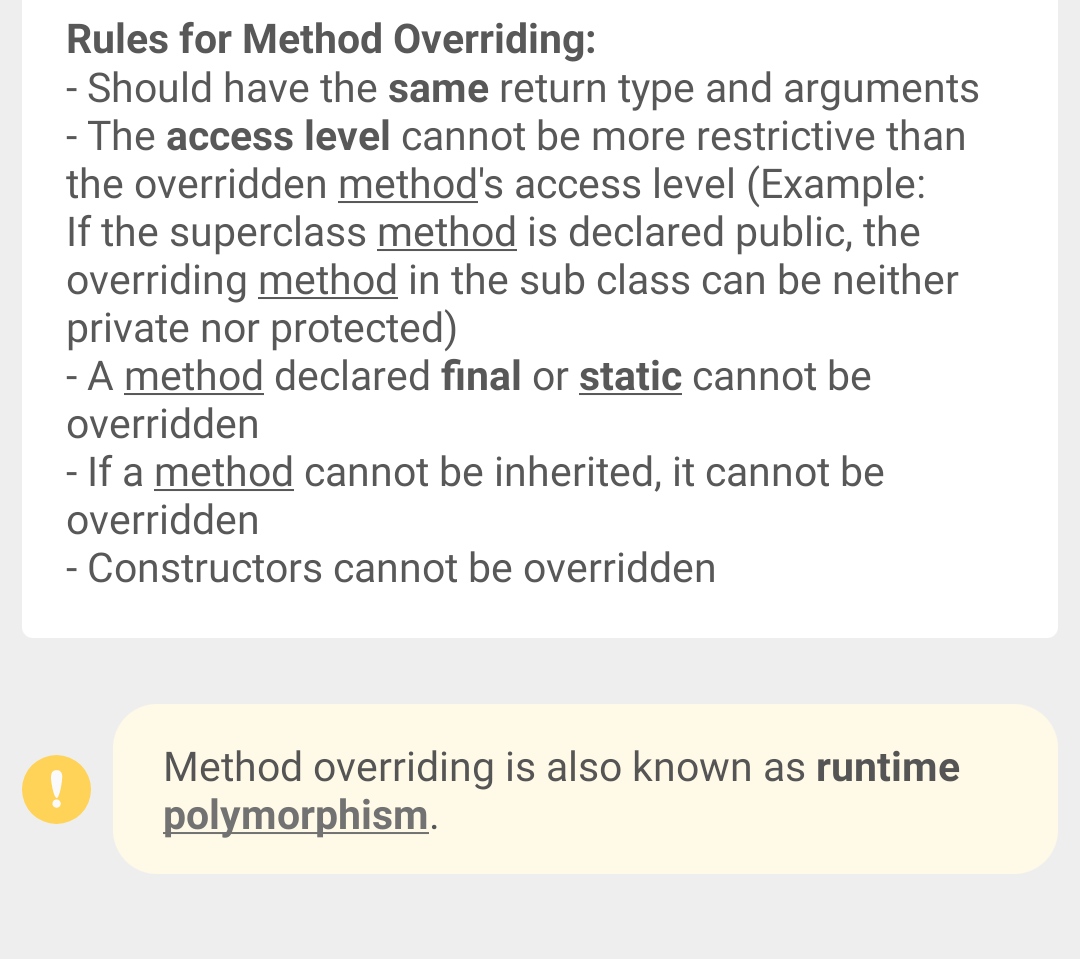 Rules for Method Overriding:
- Should have the same return type and arguments
- The access level cannot be more restrictive than
the overridden method's access level (Example:
If the superclass method is declared public, the
overriding method in the sub class can be neither
private nor protected)
- A method declared final or static cannot be
overridden
- If a method cannot be inherited, it cannot be
overridden
- Constructors cannot be overridden
Method overriding is also known as runtime
polymorphism.